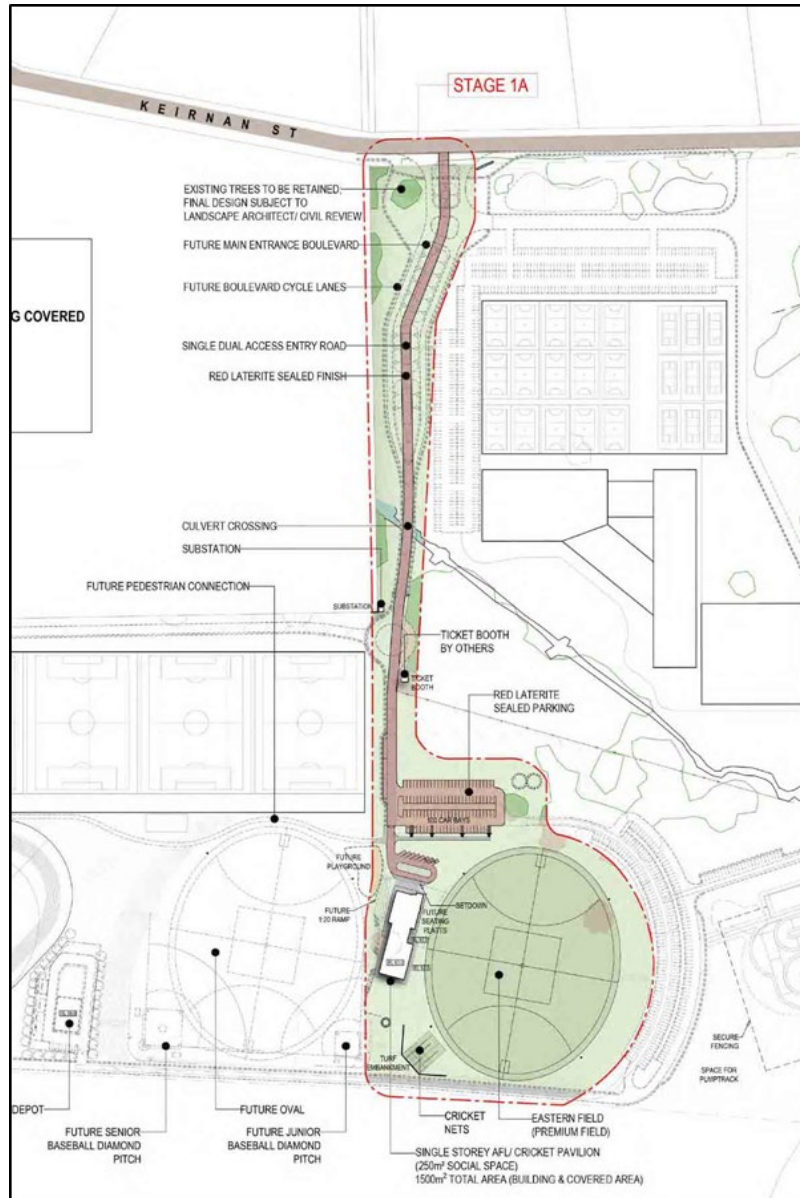 STAGE 1A
KEIRNAN ST
EXISTING TREES TO BE RETAINED,
FINAL DESIGN SUBJECT TO
LANDSCAPE ARCHITECT/ CIVIL REVIEW
FUTURE MAIN ENTRANCE BOULEVARD
FUTURE BOULEVARD CYCLE LANES
G COVERED
SINGLE DUAL ACCESS ENTRY ROAD
RED LATERITE SEALED FINISH
CULVERT CROSSING
SUBSTATION
FUTURE PEDESTRIAN CONNECTION
SUBSTATION
TICKET BOOTH
BY OTHERS
TICKET
BOOTH
RED LATERITE
SEALED PARKING
CAR BAYS
FUTURE
PLAYGROUND
SETDOWN
FUTURE
1:20 RAMP
FUTURE
SEATING
PLATTS
SECURE
FENCING
SPACE FOR
PUMPTRACK
TURF
EMBANKMENT
DEPOT
FUTURE SENIOR
BASEBALL DIAMOND
PITCH
FUTURE OVAL
FUTURE JUNIOR
BASEBALL DIAMOND
PITCH
CRICKET
NETS
EASTERN FIELD
(PREMIUM FIELD)
SINGLE STOREY AFL/ CRICKET PAVILION
(250m² SOCIAL SPACE)
1500m² TOTAL AREA (BUILDING & COVERED AREA)